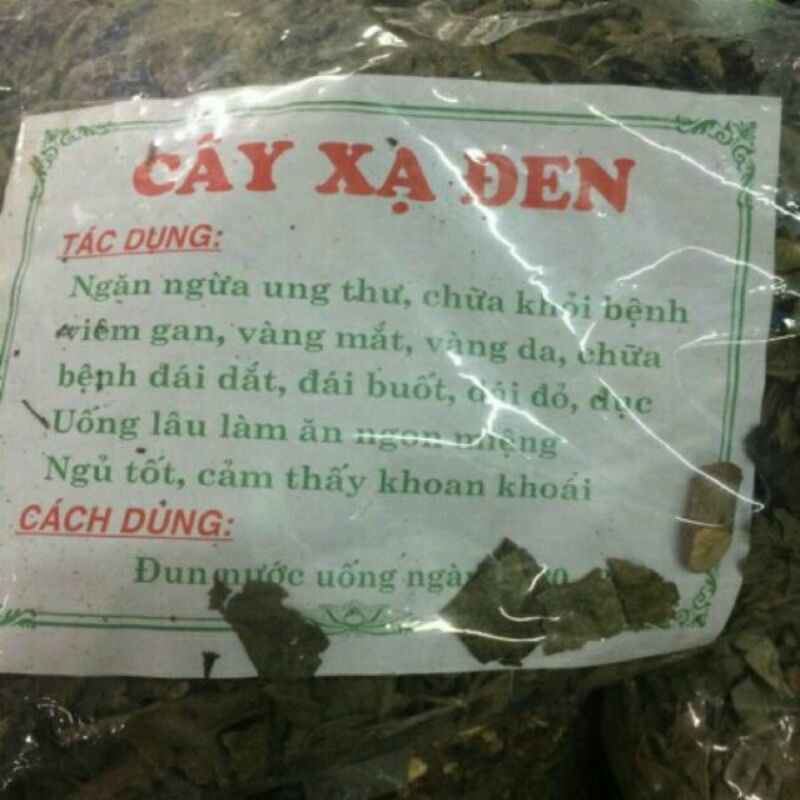 CÂY XẠ ĐEN
TÁC DỤNG:
Ngăn ngừa ung thư, chữa khỏi bệnh
viêm gan, vàng mắt, vàng da, chữa
bệnh đái dắt, đái buốt, đái đỏ, đục
Uống lâu làm ăn ngon miệng
Ngủ tốt, cảm thấy khoan khoái
CÁCH DÙNG:
Đun nước uống ngày